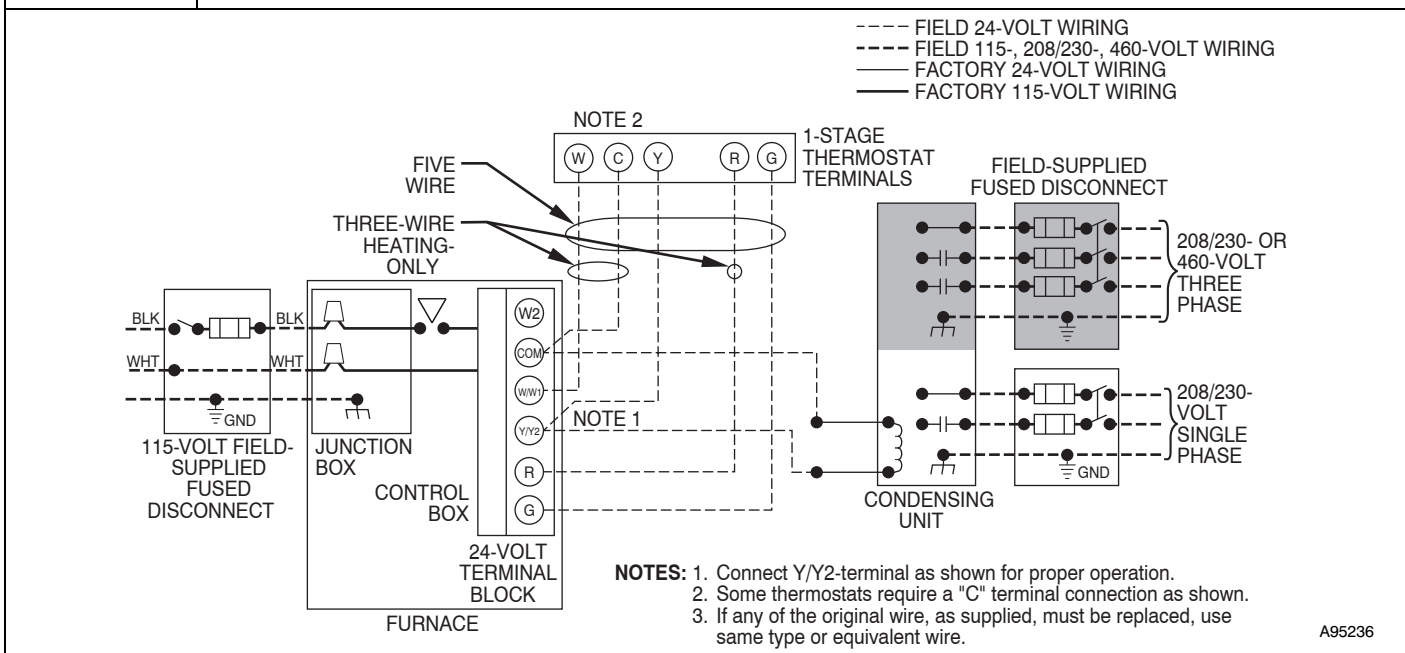 FIELD 24-VOLT WIRING
FIELD 115-, 208/230-, 460-VOLT WIRING
FACTORY 24-VOLT WIRING
FACTORY 115-VOLT WIRING
NOTE 2
1-STAGE
THERMOSTAT
TERMINALS
W C Y R G
FIVE
WIRE
THREE-WIRE
HEATING-
ONLY
FIELD-SUPPLIED
FUSED DISCONNECT
208/230- OR
460-VOLT
THREE
PHASE
BLK
BLK
WHT
WHT
GND
W2
COM
W/W1
Y/Y2
R
G
NOTE 1
115-VOLT FIELD-
SUPPLIED
FUSED
DISCONNECT
JUNCTION
BOX
CONTROL
BOX
24-VOLT
TERMINAL
BLOCK
FURNACE
208/230-
VOLT
SINGLE
PHASE
GND
CONDENSING
UNIT
NOTES: 1. Connect Y/Y2-terminal as shown for proper operation.
2. Some thermostats require a "C" terminal connection as shown.
3. If any of the original wire, as supplied, must be replaced, use
same type or equivalent wire.
A95236